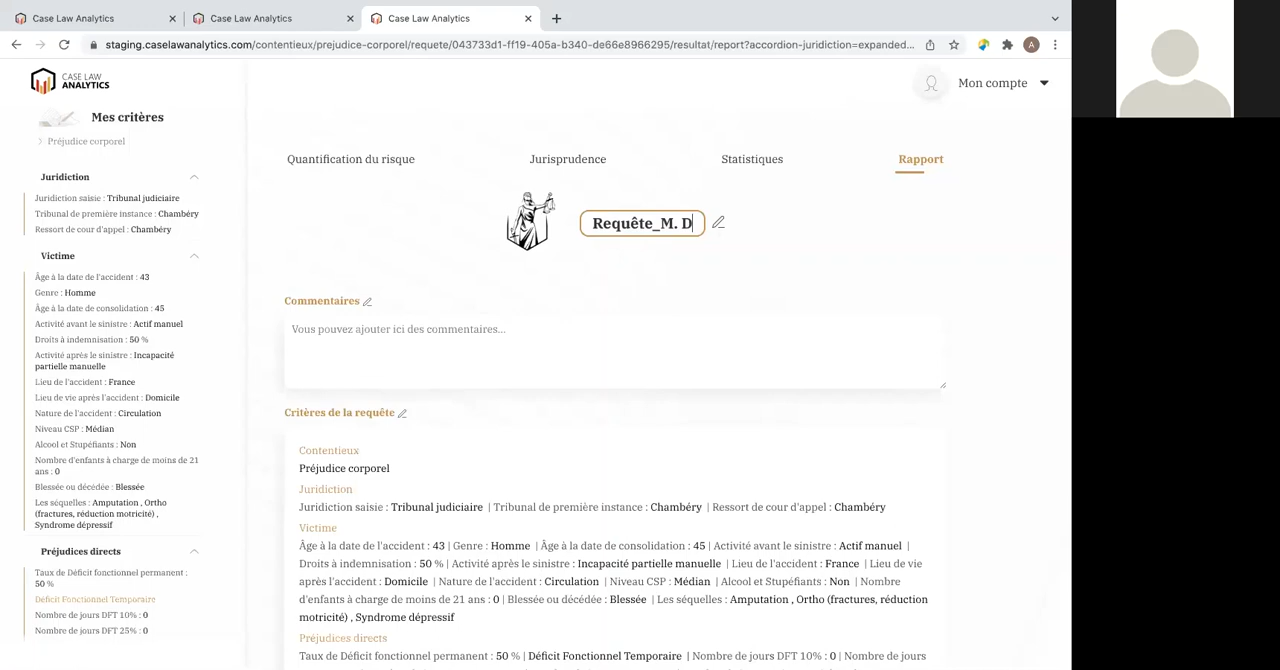 Case Law Analytics
Case Law Analytics
Case Law Analytics
staging.caselawanalytics.com/contentieux/prejudice-corporel/requete/043733d1-ff19-405a-b340-de66e8966295/resultat/report?accordion-juridiction=expanded...
A
CASE LAW
ANALYTICS
Mon compte
Mes critères
Préjudice corporel
Juridiction
Juridiction saisie : Tribunal judiciaire
Tribunal de première instance : Chambéry
Ressort de cour d'appel : Chambéry
Victime
Âge à la date de l'accident : 43
Genre : Homme
Âge à la date de consolidation : 45
Activité avant le sinistre : Actif manuel
Droits à indemnisation : 50 %
Activité après le sinistre : Incapacité
partielle manuelle
Lieu de l'accident : France
Lieu de vie après l'accident : Domicile
Nature de l'accident : Circulation
Niveau CSP : Médian
Alcool et Stupéfiants : Non
Nombre d'enfants à charge de moins de 21
ans : 0
Blessée ou décédée : Blessée
Les séquelles : Amputation , Ortho
(fractures, réduction motricité) ,
Syndrome dépressif
Préjudices directs
Taux de Déficit fonctionnel permanent :
50 %
Déficit Fonctionnel Temporaire
Nombre de jours DFT 10% : 0
Nombre de jours DFT 25% : 0
Quantification du risque
Jurisprudence
Statistiques
Rapport
Requête_M. D
Commentaires
Vous pouvez ajouter ici des commentaires...
Critères de la requête
Contentieux
Préjudice corporel
Juridiction
Juridiction saisie : Tribunal judiciaire | Tribunal de première instance : Chambéry | Ressort de cour d'appel : Chambéry
Victime
Âge à la date de l'accident : 43 | Genre : Homme | Âge à la date de consolidation : 45 | Activité avant le sinistre : Actif manuel |
Droits à indemnisation : 50 % | Activité après le sinistre : Incapacité partielle manuelle | Lieu de l'accident : France | Lieu de vie
après l'accident : Domicile | Nature de l'accident : Circulation | Niveau CSP : Médian | Alcool et Stupéfiants : Non | Nombre
d'enfants à charge de moins de 21 ans : 0 | Blessée ou décédée : Blessée | Les séquelles : Amputation , Ortho (fractures, réduction
motricité) , Syndrome dépressif
Préjudices directs
Taux de Déficit fonctionnel permanent : 50 % | Déficit Fonctionnel Temporaire | Nombre de jours DFT 10% : 0 | Nombre de jours